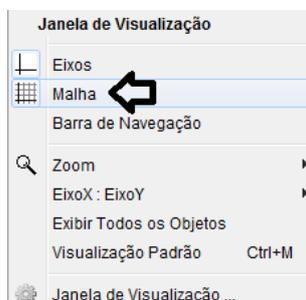 Janela de Visualização
Eixos
Malha
Barra de Navegação
Zoom
EixoX : EixoY
Exibir Todos os Objetos
Visualização Padrão Ctrl+M
Janela de Visualização ...